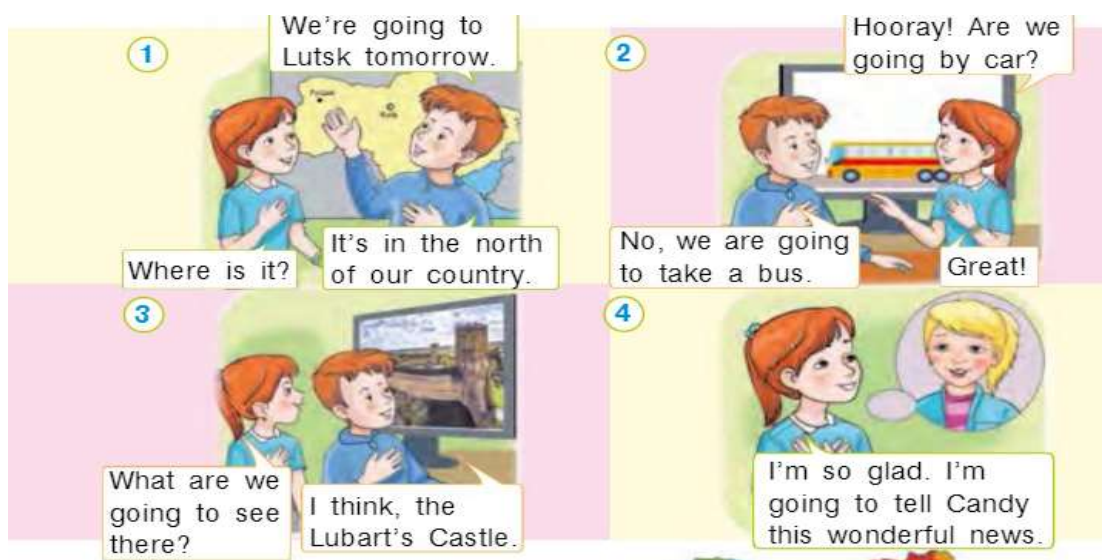 1
We're going to
Lutsk tomorrow.
Where is it?
It's in the north
of our country.
2
Hooray! Are we
going by car?
No, we are going
to take a bus.
Great!
3
What are we
going to see
there?
I think, the
Lubart's Castle.
4
I'm so glad. I'm
going to tell Candy
this wonderful news.